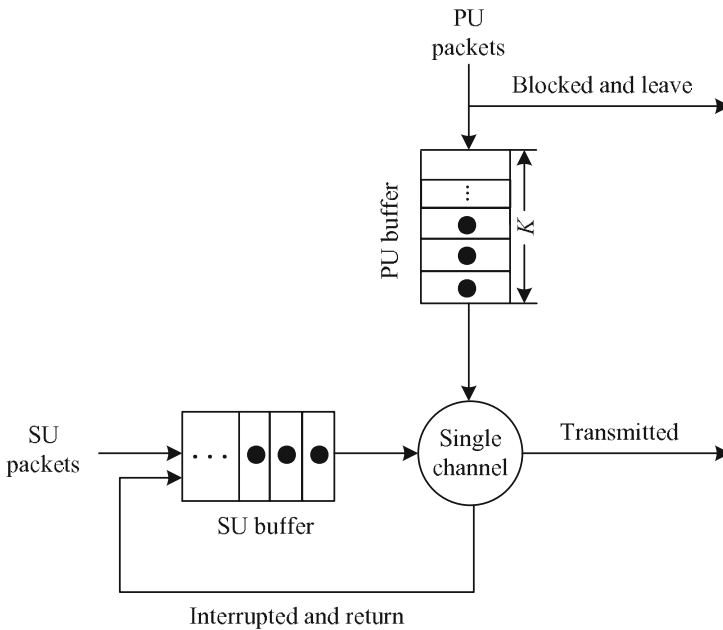 PU
packets
Blocked and leave
PU buffer
K
SU
packets
SU buffer
Single
channel
Transmitted
Interrupted and return